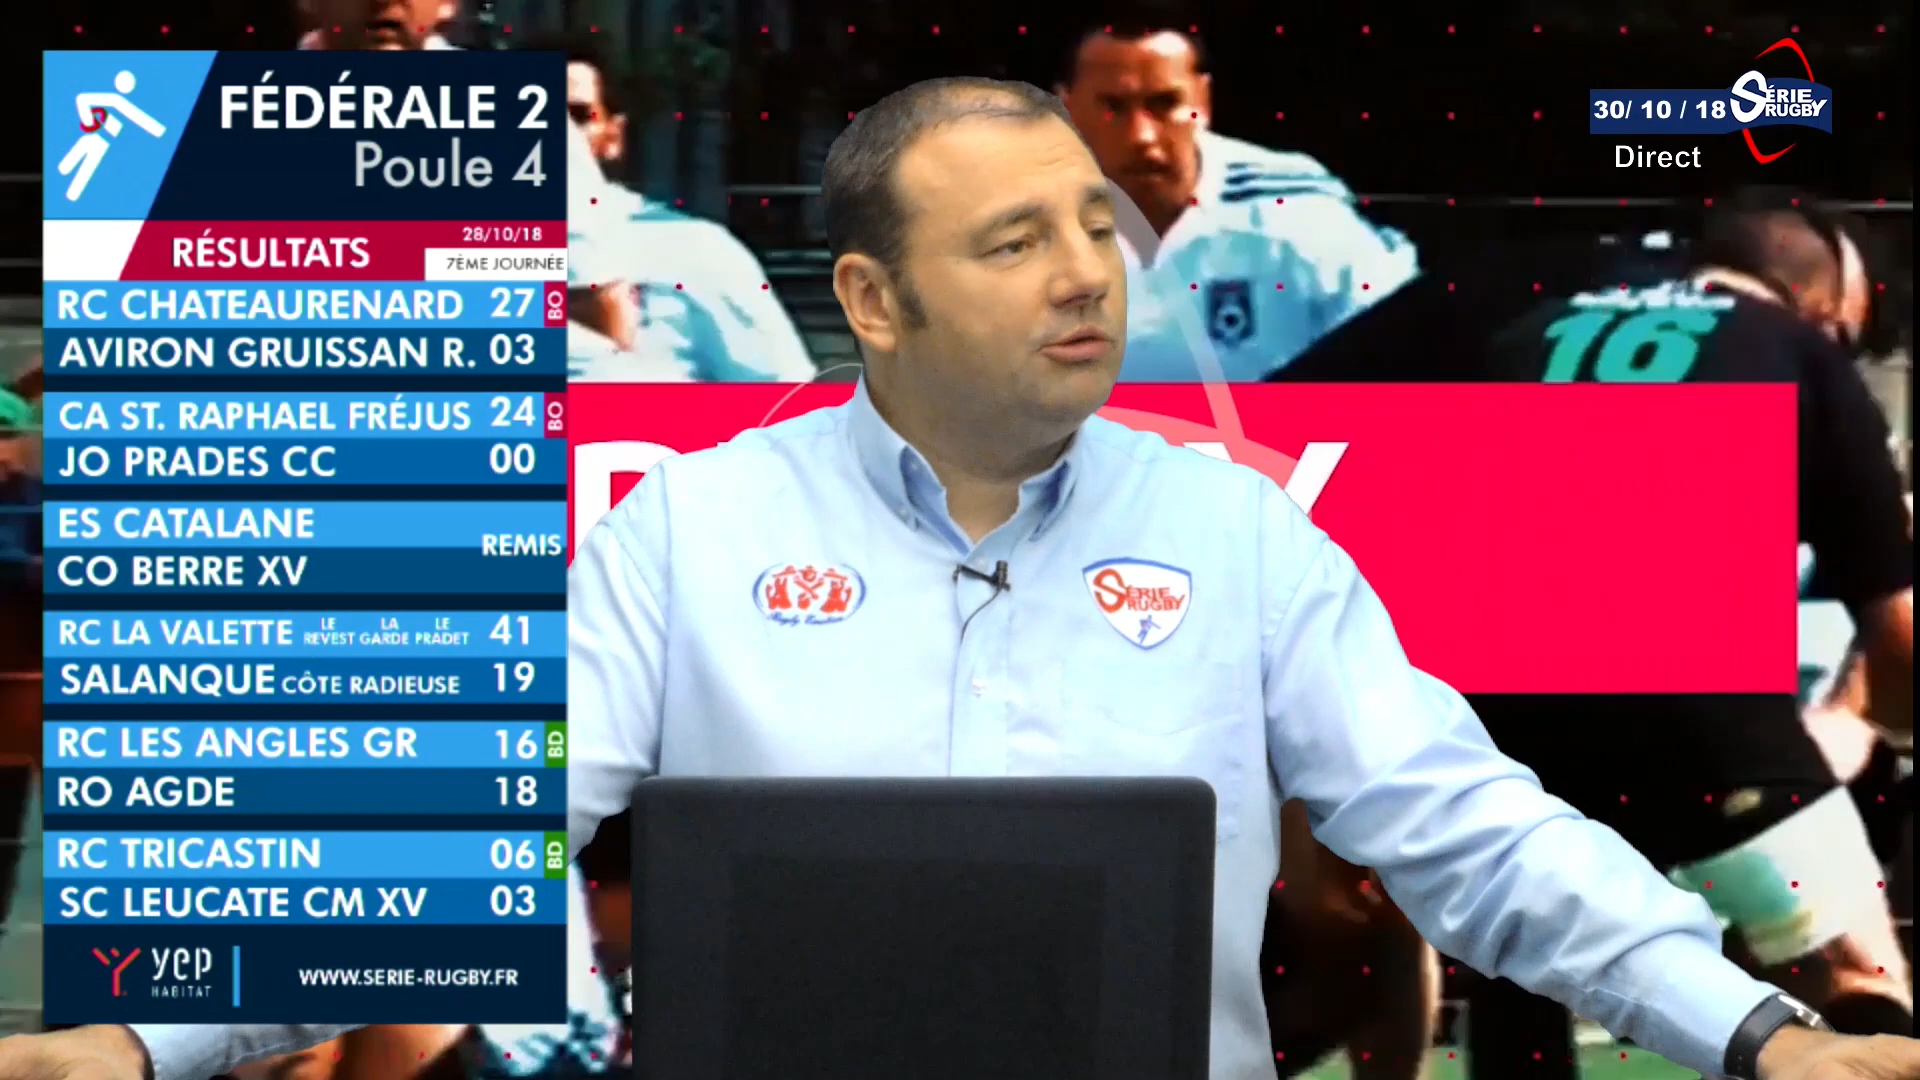 FÉDÉRALE 2
Poule 4
RÉSULTATS
28/10/18
7ÈME JOURNÉE
RC CHATEAURENARD 27 BO
AVIRON GRUISSAN R. 03
CA ST. RAPHAEL FRÉJUS 24 BO
JO PRADES CC 00
ES CATALANE
REMIS
CO BERRE XV
RC LA VALETTE LE REVEST LA GARDE LE PRADET 41
SALANQUE CÔTE RADIEUSE 19
RC LES ANGLES GR 16 BD
RO AGDE 18
RC TRICASTIN 06 BD
SC LEUCATE CM XV 03
yep
HABITAT
WWW.SERIE-RUGBY.FR
30/ 10 / 18
SÉRIE
RUGBY
Direct
16
SÉRIE
RUGBY